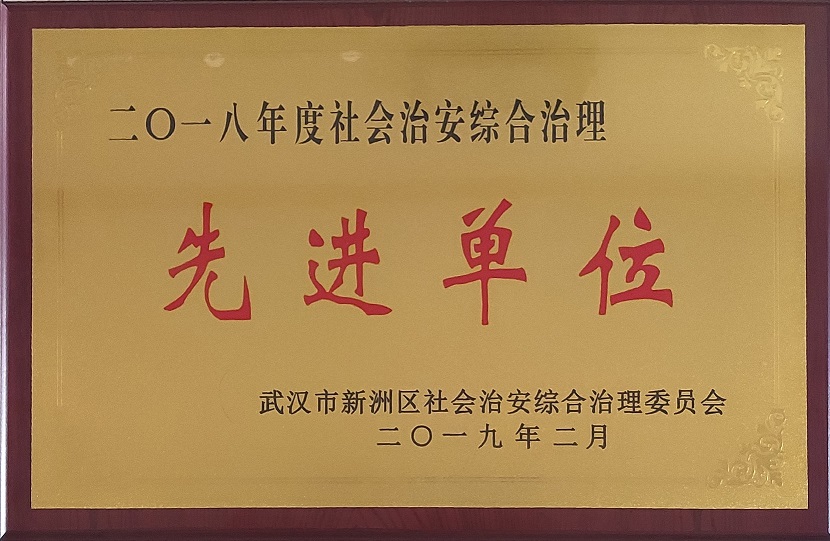 二〇一八年度社会治安综合治理
先进单位
武汉市新洲区社会治安综合治理委员会
二〇一九年二月